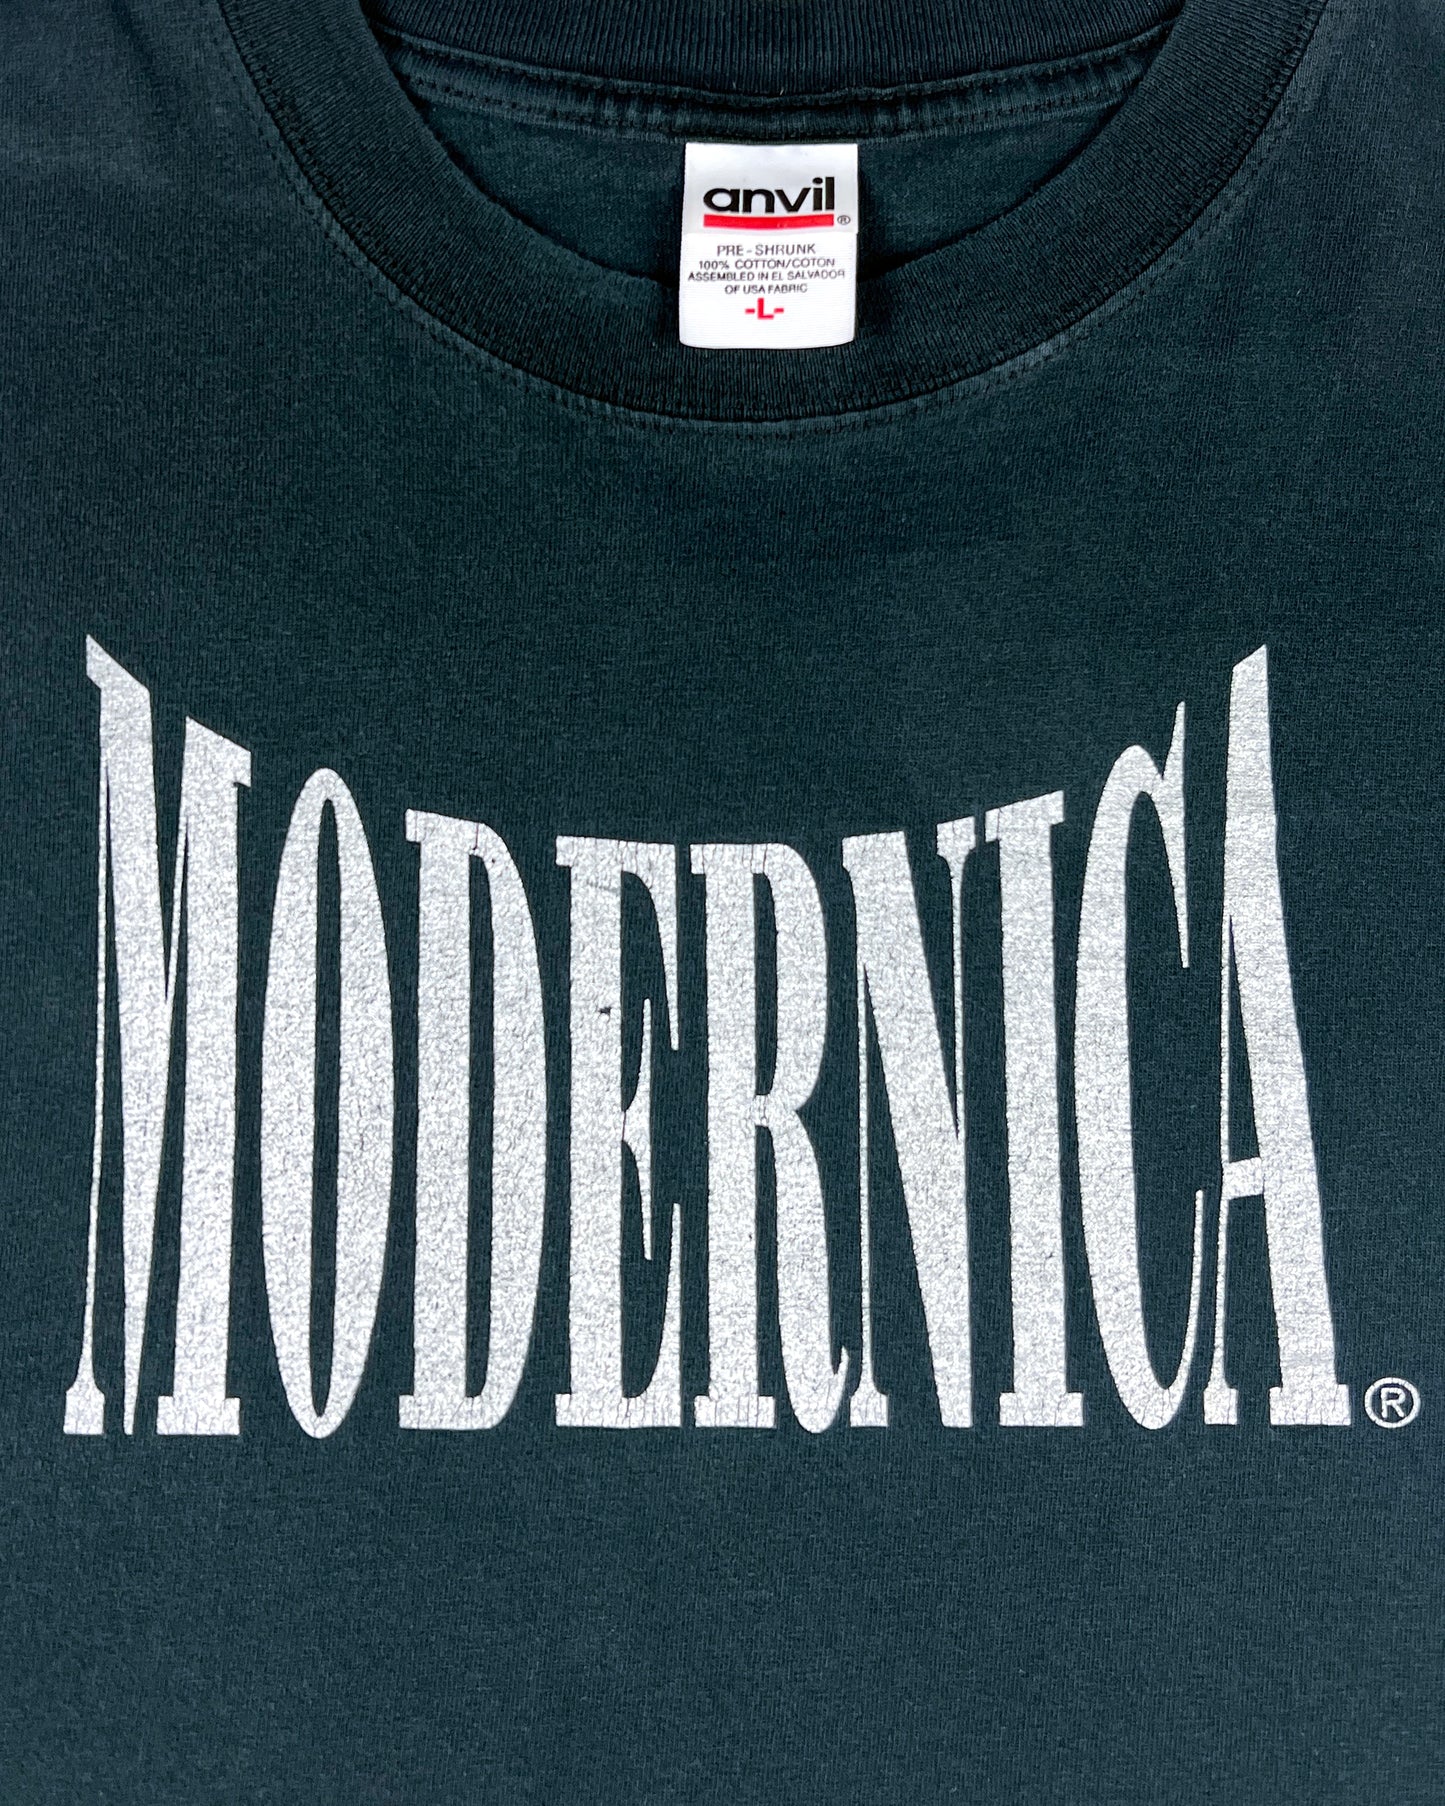 anvil®
PRE-SHRUNK
100% COTTON/COTON
ASSEMBLED IN EL SALVADOR
OF USA FABRIC
-L-
MODERNICA®